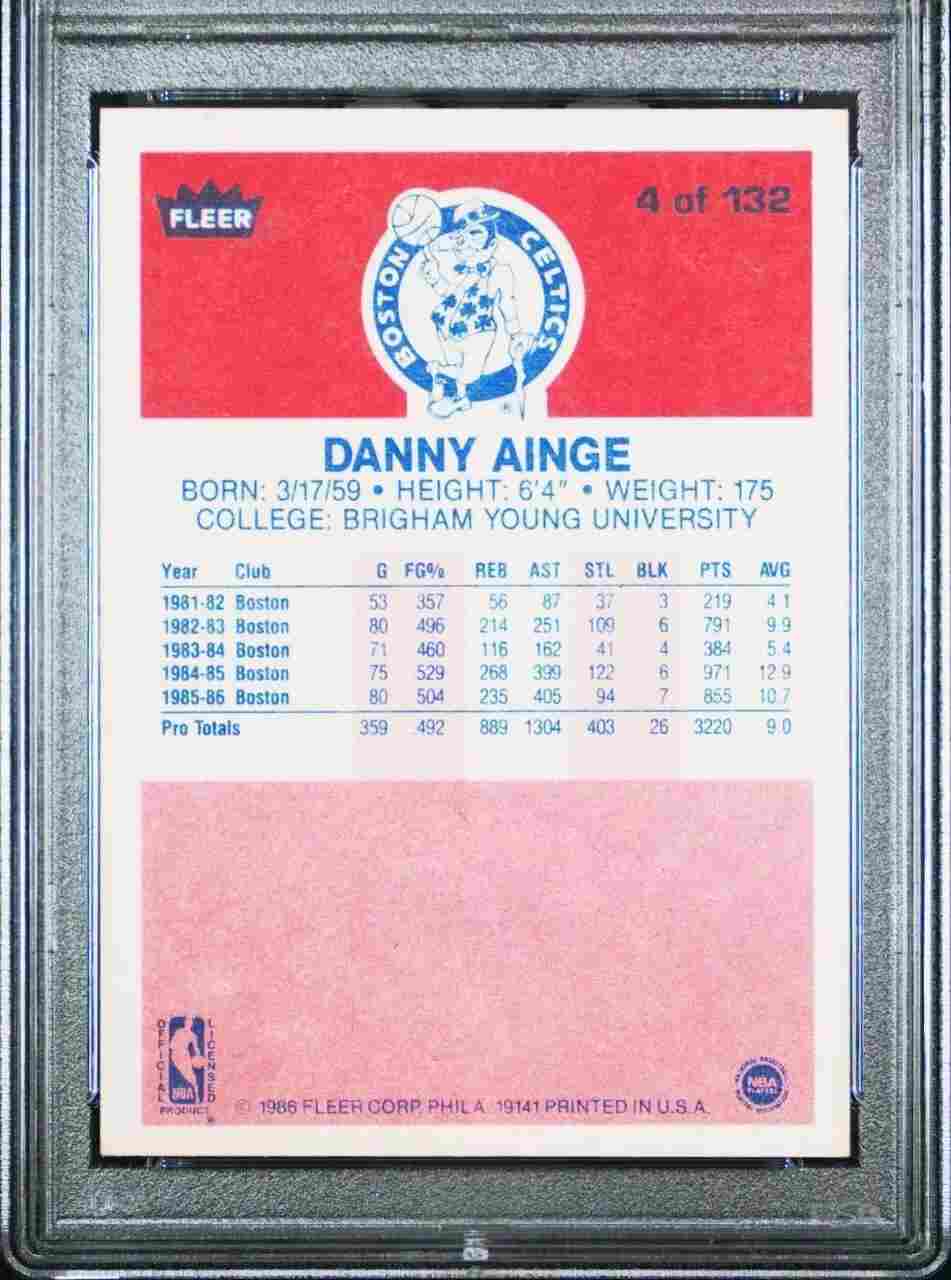 FLEER
4 of 132
BOSTON CELTICS
®
DANNY AINGE
BORN: 3/17/59 • HEIGHT: 6'4" • WEIGHT: 175
COLLEGE: BRIGHAM YOUNG UNIVERSITY
Year Club G FG% REB AST STL BLK PTS AVG
1981-82 Boston 53 .357 56 87 37 3 219 4.1
1982-83 Boston 80 .496 214 251 109 6 791 9.9
1983-84 Boston 71 .460 116 162 41 4 384 5.4
1984-85 Boston 75 .529 268 399 122 6 971 12.9
1985-86 Boston 80 .504 235 405 94 7 855 10.7
Pro Totals 359 .492 889 1304 403 26 3220 9.0
OFFICIAL LICENSED
NBA
PRODUCT ®
© 1986 FLEER CORP. PHILA. 19141 PRINTED IN U.S.A.
NBA
PLAYERS